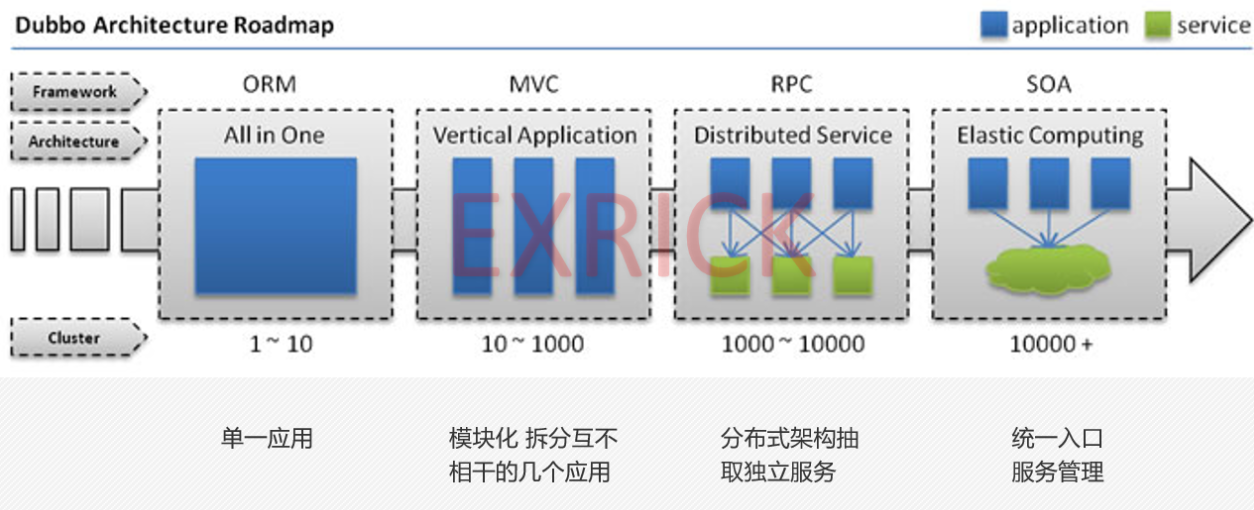 Dubbo Architecture Roadmap
application
service
Framework
ORM
MVC
RPC
SOA
Architecture
All in One
Vertical Application
Distributed Service
Elastic Computing
EXRICK
Cluster
1 ~ 10
10 ~ 1000
1000 ~ 10000
10000 +
单一应用
模块化 拆分互不
相干的几个应用
分布式架构抽
取独立服务
统一入口
服务管理